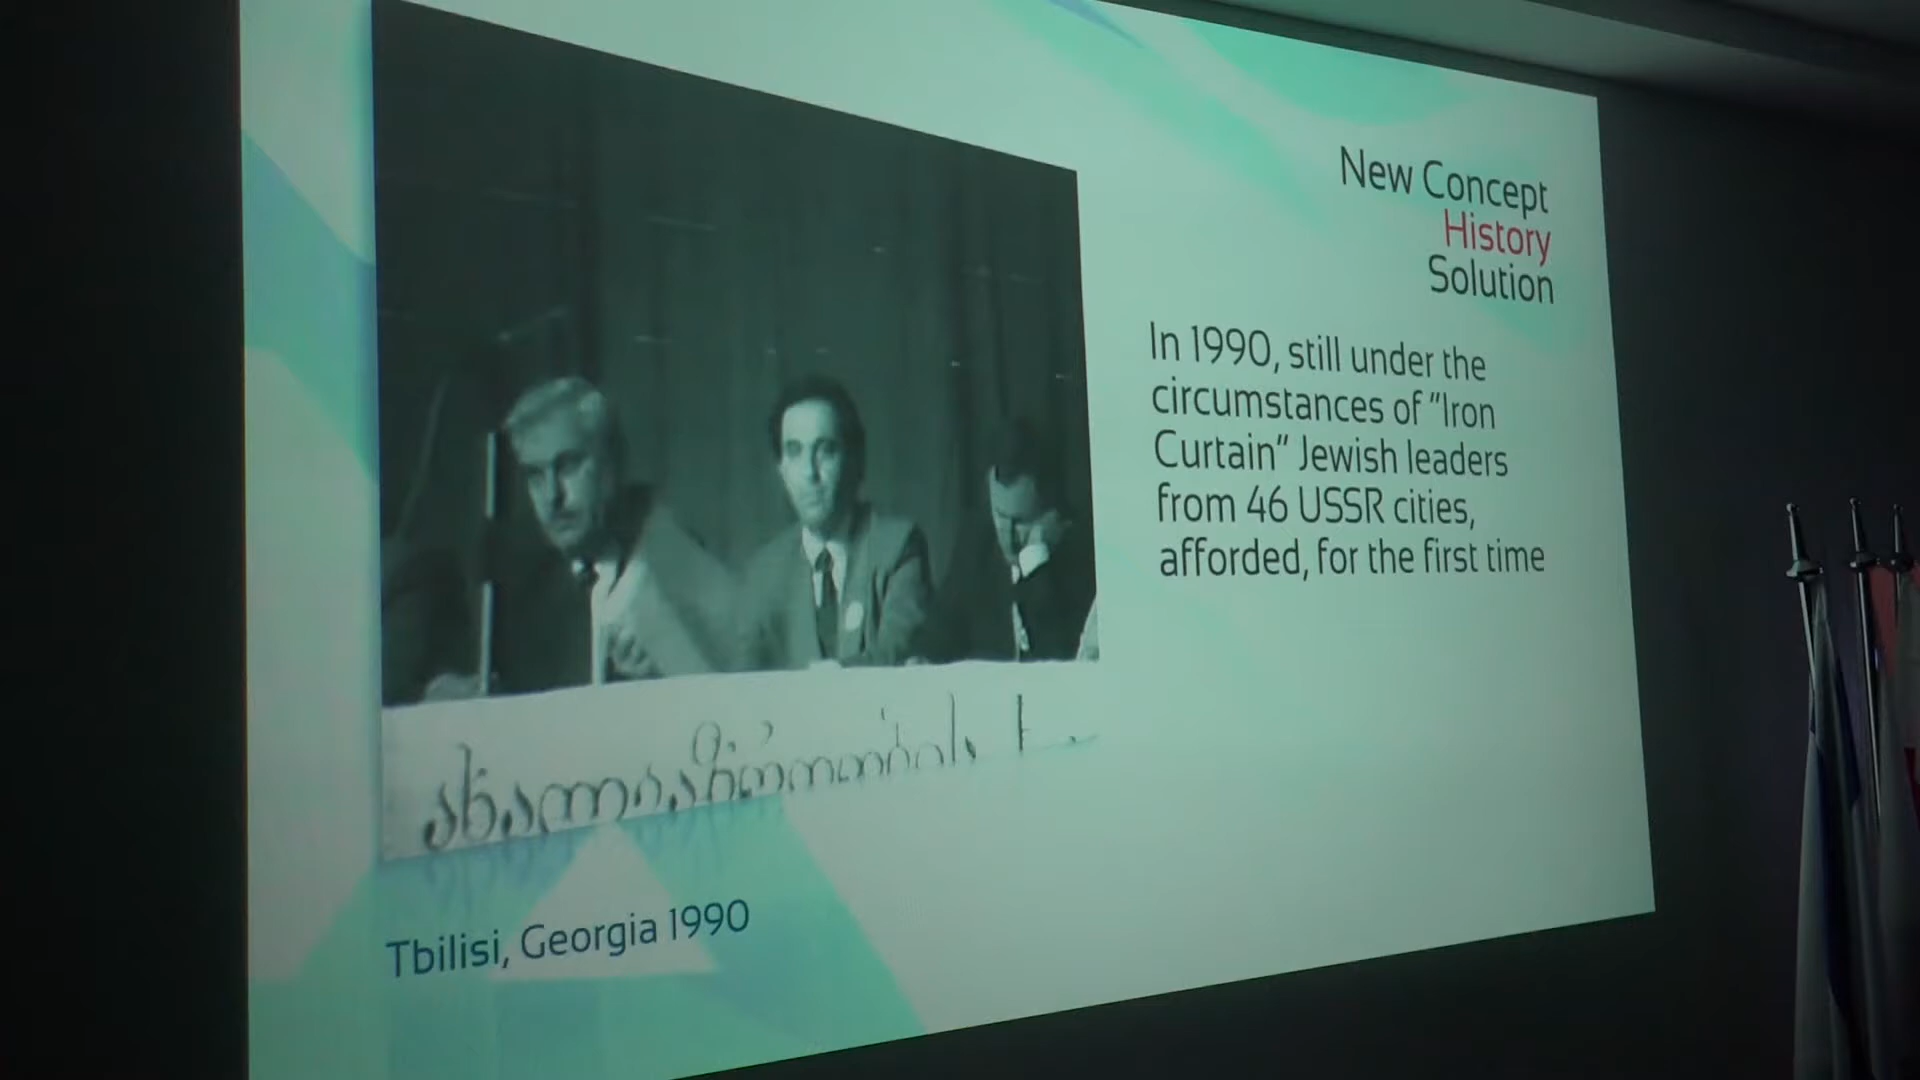 New Concept
History
Solution
In 1990, still under the
circumstances of "Iron
Curtain" Jewish leaders
from 46 USSR cities,
afforded, for the first time
Tbilisi, Georgia 1990